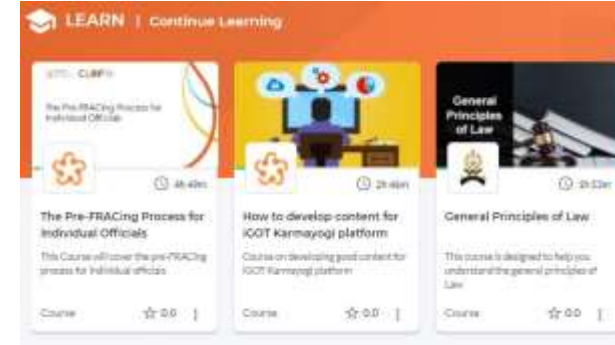 LEARN | Continue Learning
The Pre-FRACing Process for
Individual Officials
4h 49m
The Pre-FRACing Process for
Individual Officials
This Course will cover the pre-FRACing
process for individual officials
Course ☆ 0.0
2h 46m
How to develop content for
iGOT Karmayogi platform
Course on developing good content for
iGOT Karmayogi platform
Course ☆ 0.0
General
Principles
of Law
General Principles of Law
This course is designed to help you
understand the general principles of
Law
Course ☆ 0.0